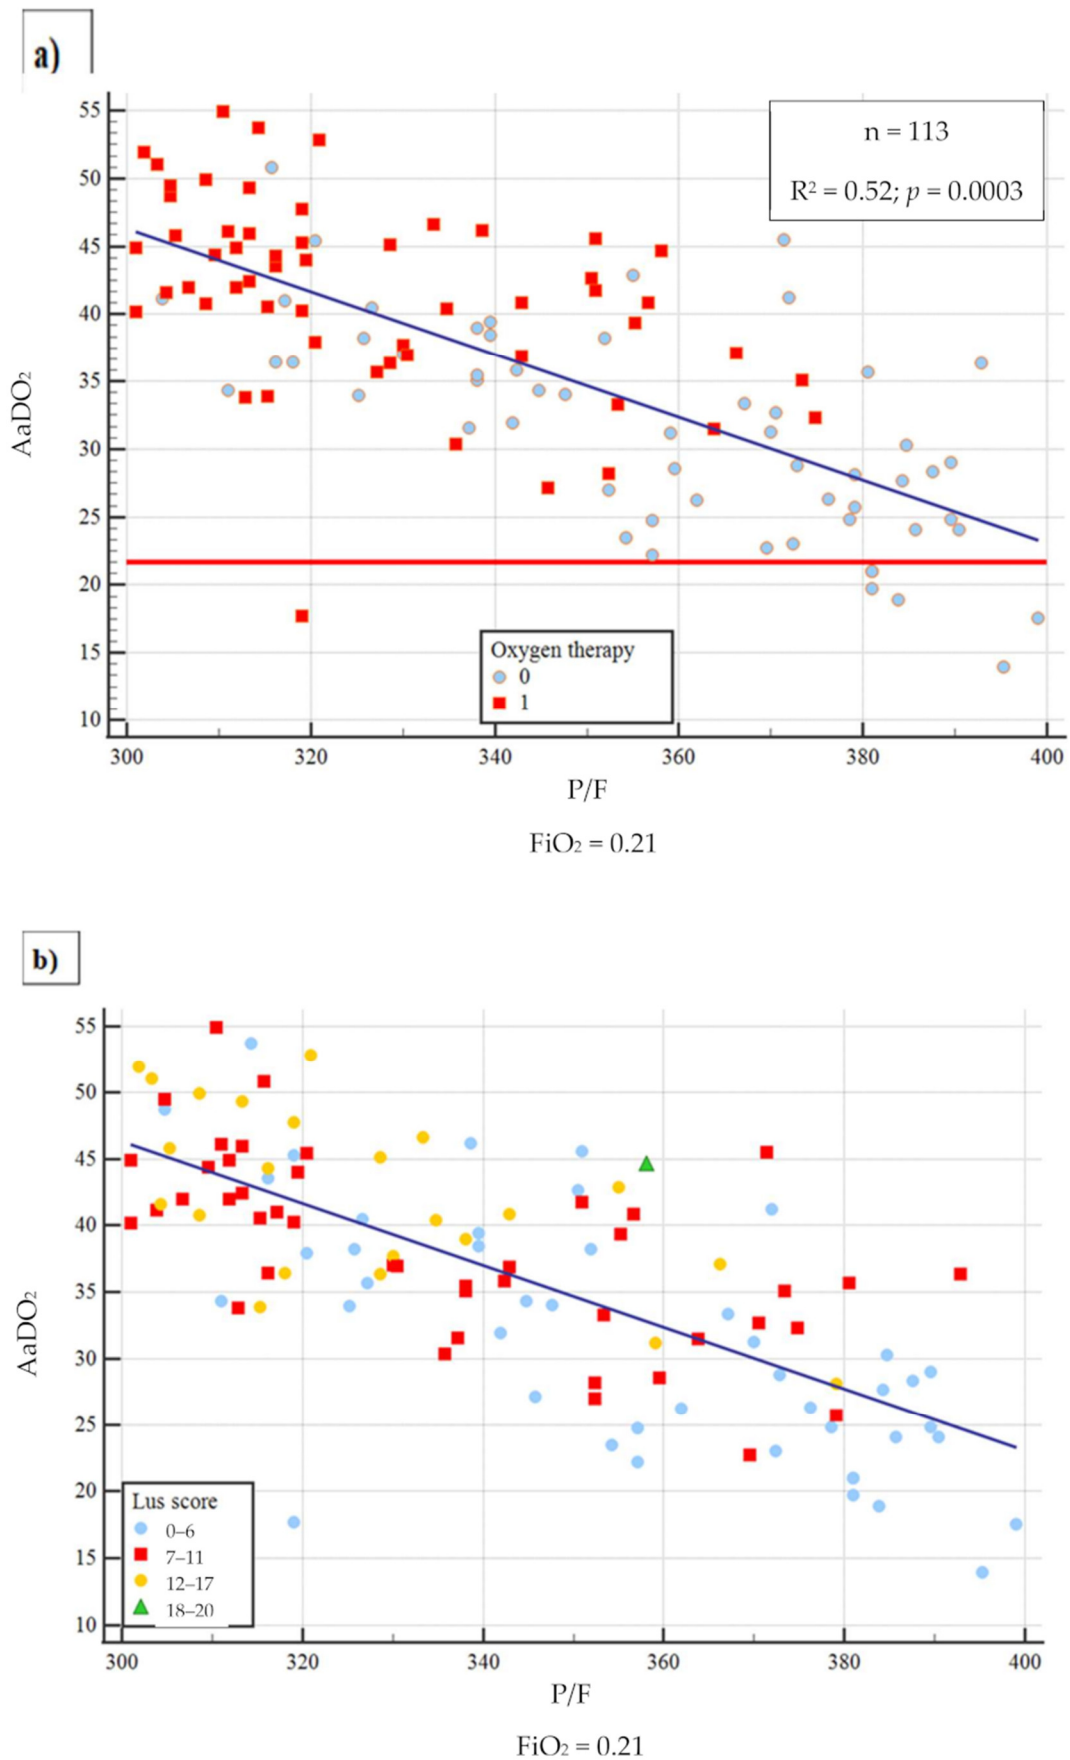 a)
55
50
45
40
35
30
25
20
15
10
AaDO₂
n = 113
R² = 0.52; p = 0.0003
Oxygen therapy
0
1
300 320 340 360 380 400
P/F
FiO₂ = 0.21
b)
55
50
45
40
35
30
25
20
15
10
AaDO₂
Lus score
0–6
7–11
12–17
18–20
300 320 340 360 380 400
P/F
FiO₂ = 0.21